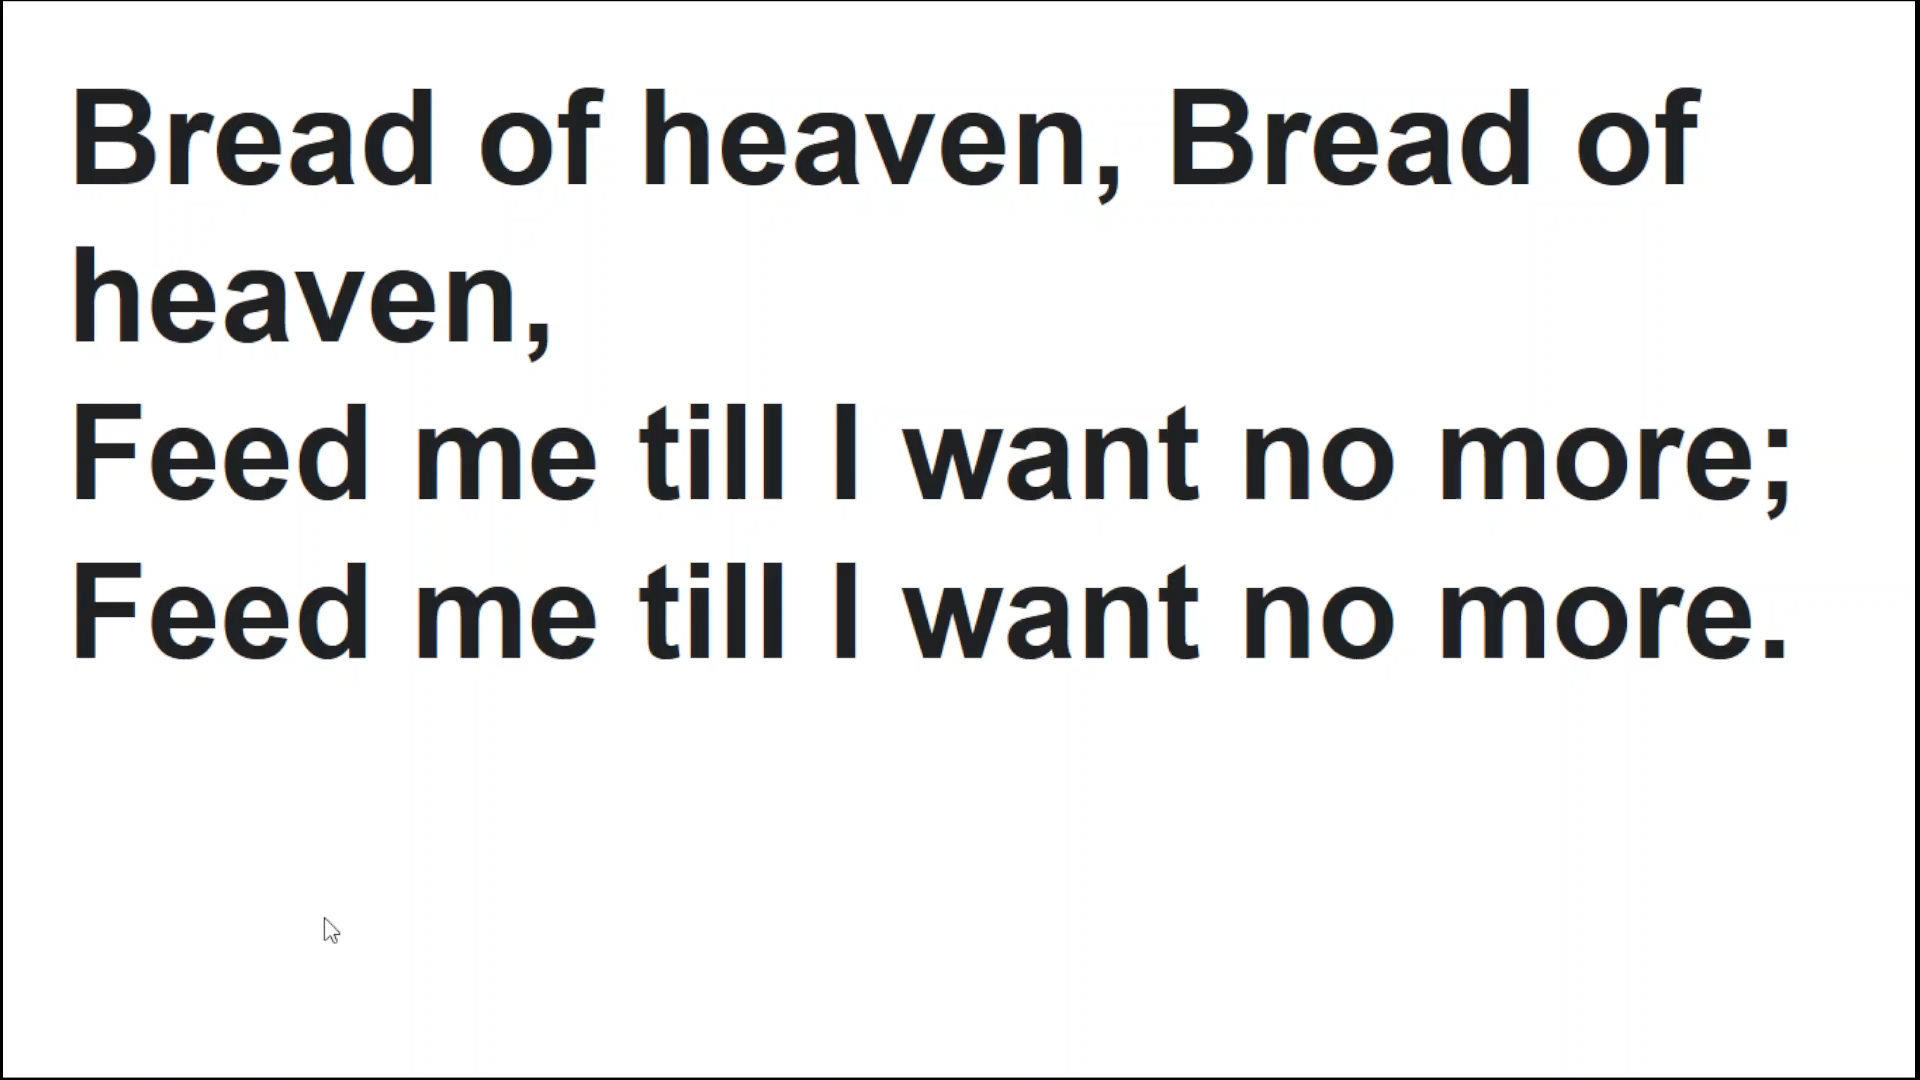 Bread of heaven, Bread of
heaven,
Feed me till I want no more;
Feed me till I want no more.